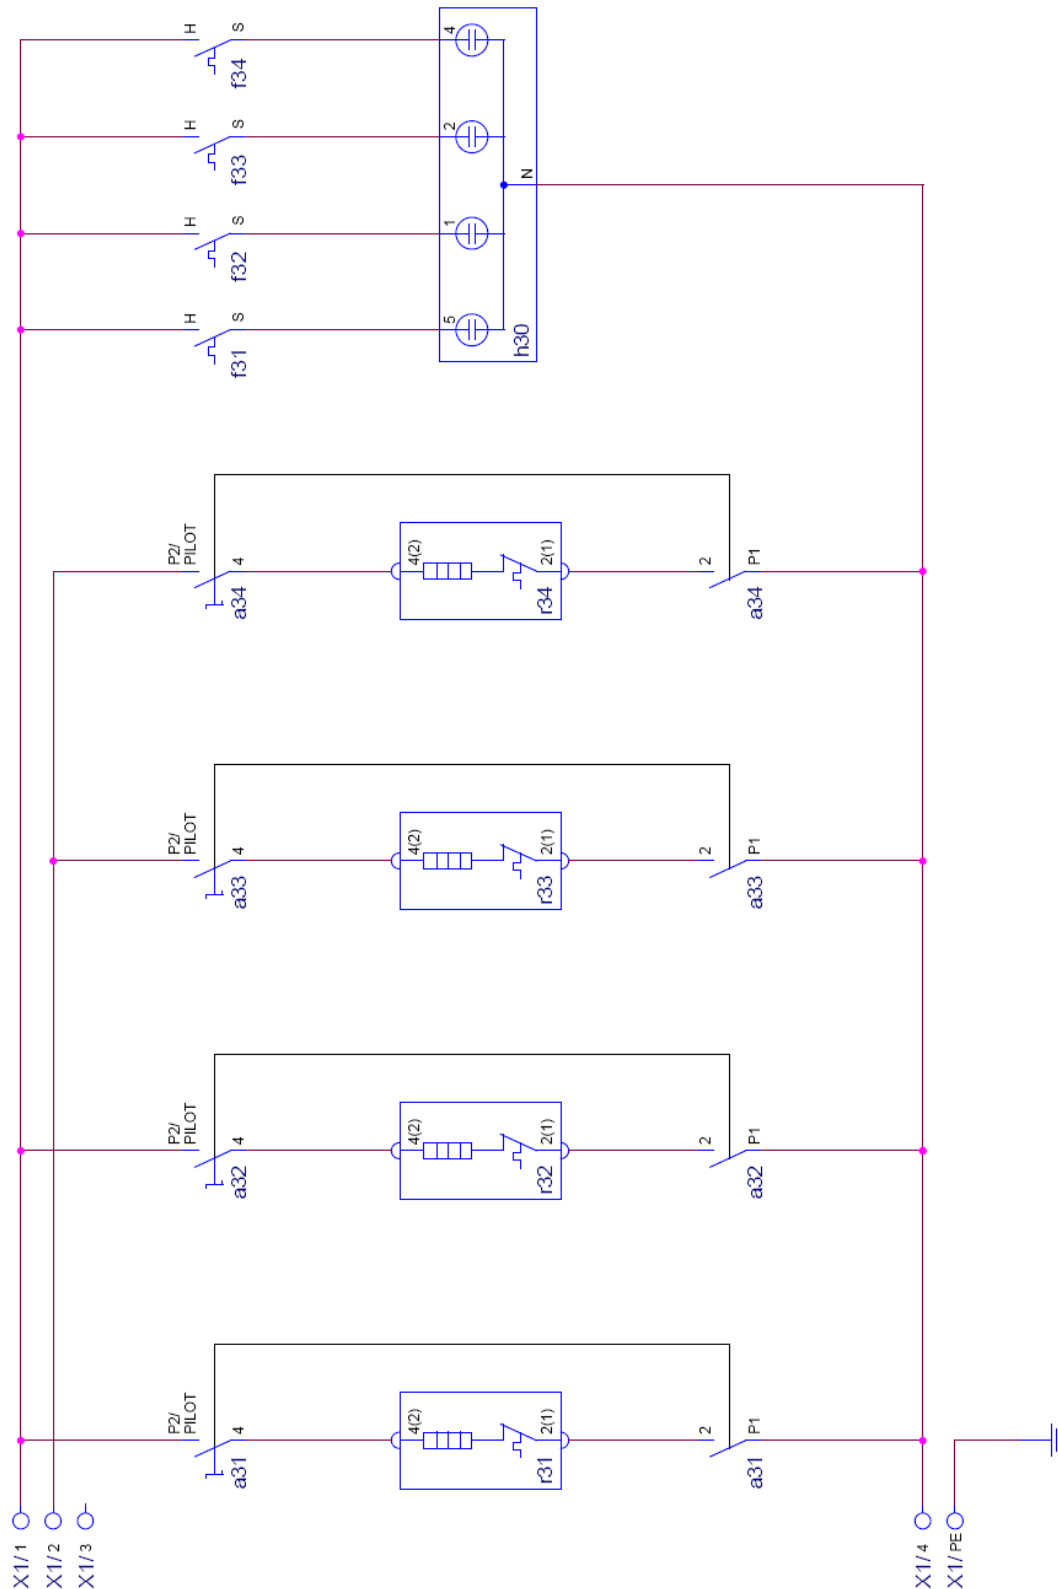 X1/1
X1/2
X1/3
X1/4
X1/PE
P2/
PILOT
4
a31
4(2)
2(1)
r31
2
P1
a31
P2/
PILOT
4
a32
4(2)
2(1)
r32
2
P1
a32
P2/
PILOT
4
a33
4(2)
2(1)
r33
2
P1
a33
P2/
PILOT
4
a34
4(2)
2(1)
r34
2
P1
a34
H
S
f31
5
H
S
f32
1
H
S
f33
2
H
S
f34
4
N
h30